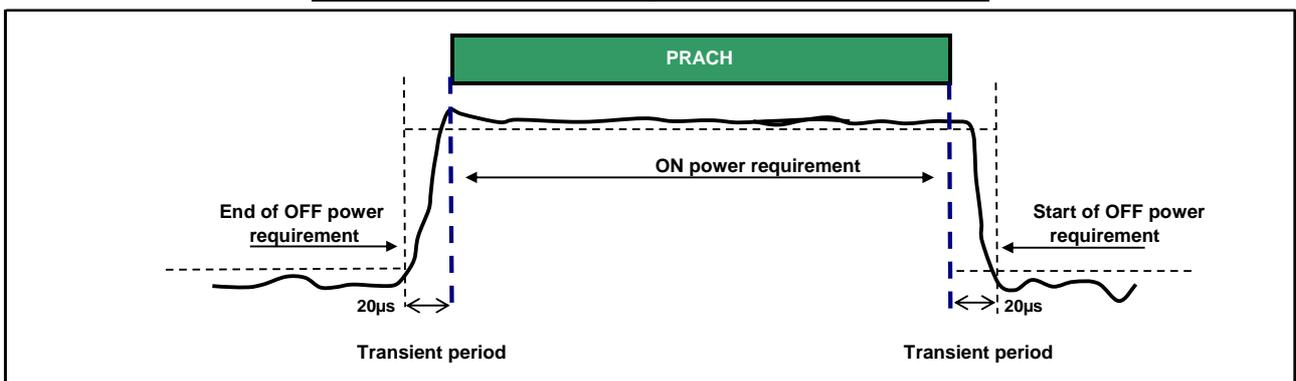 PRACH
ON power requirement
End of OFF power
requirement
Start of OFF power
requirement
20µs
20µs
Transient period
Transient period